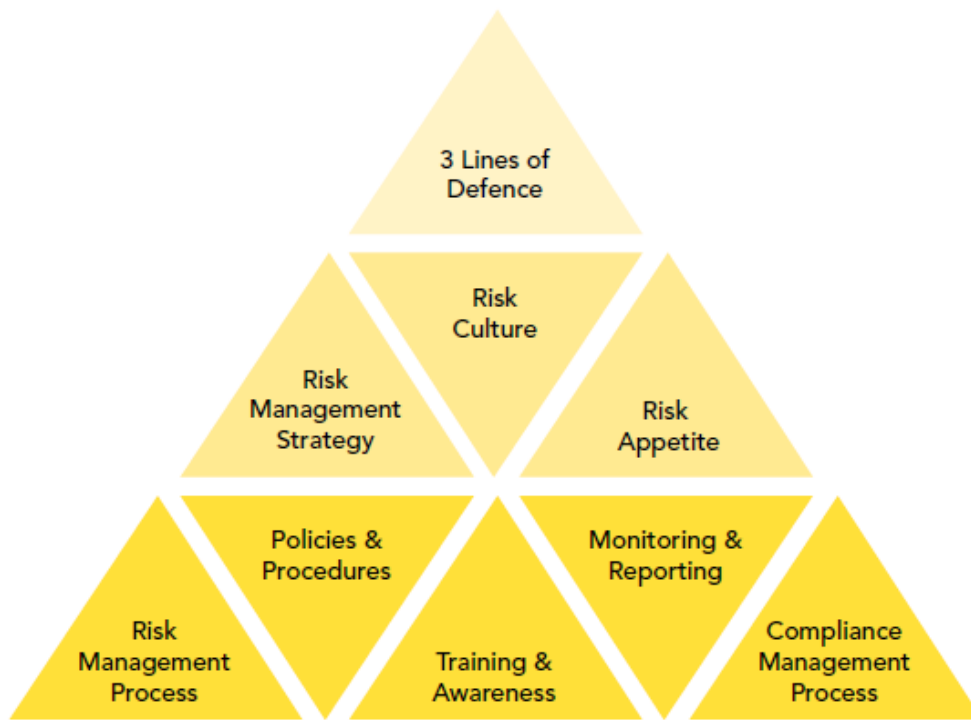 3 Lines of
Defence
Risk
Culture
Risk
Management
Strategy
Risk
Appetite
Policies &
Procedures
Monitoring &
Reporting
Risk
Management
Process
Training &
Awareness
Compliance
Management
Process